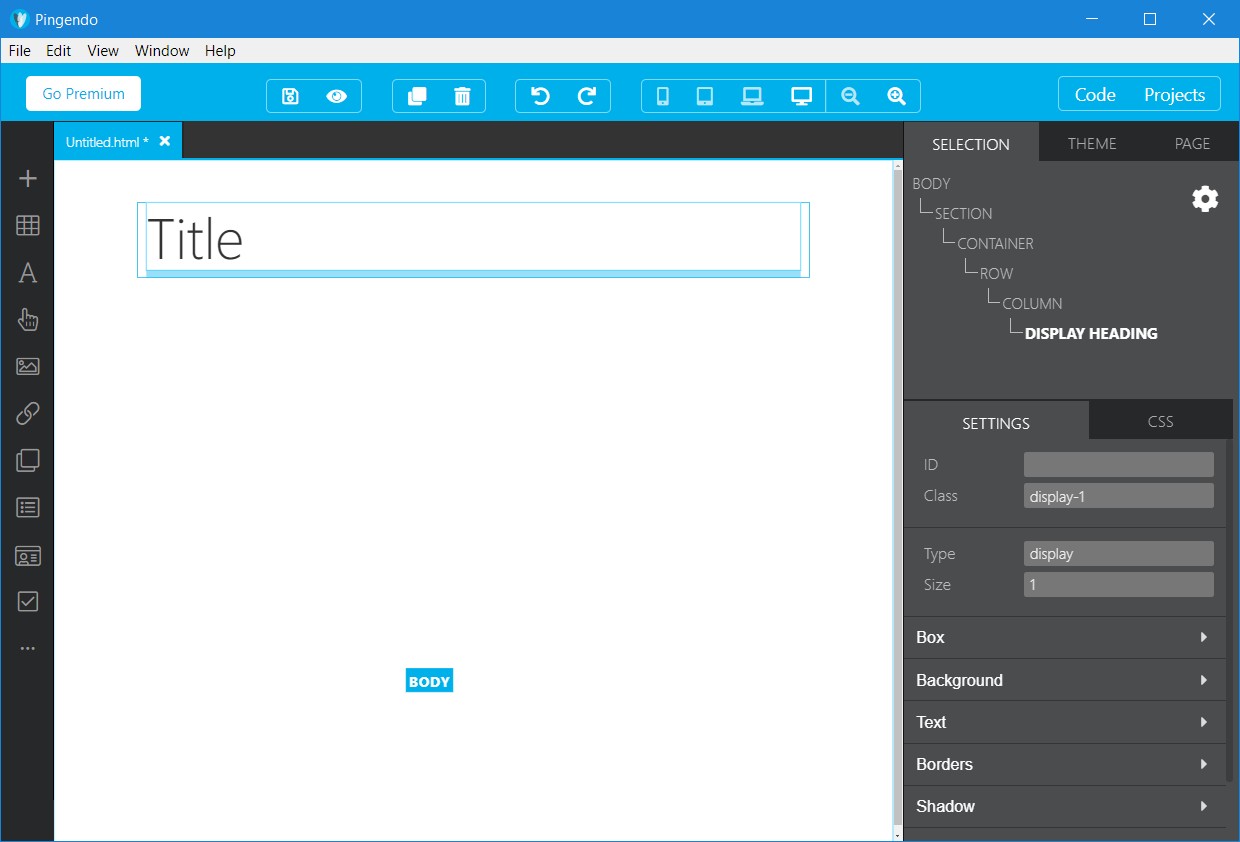 Pingendo
File Edit View Window Help
Go Premium
Code Projects
Untitled.html *
SELECTION THEME PAGE
Title
BODY
SECTION
CONTAINER
ROW
COLUMN
DISPLAY HEADING
SETTINGS CSS
ID
Class display-1
Type display
Size 1
Box
Background
BODY
Text
Borders
Shadow